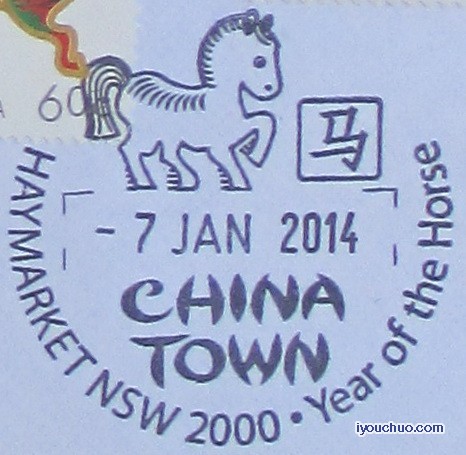 60
马
- 7 JAN 2014
CHINA
TOWN
HAYMARKET NSW 2000 • Year of the Horse
iyouchuo.com